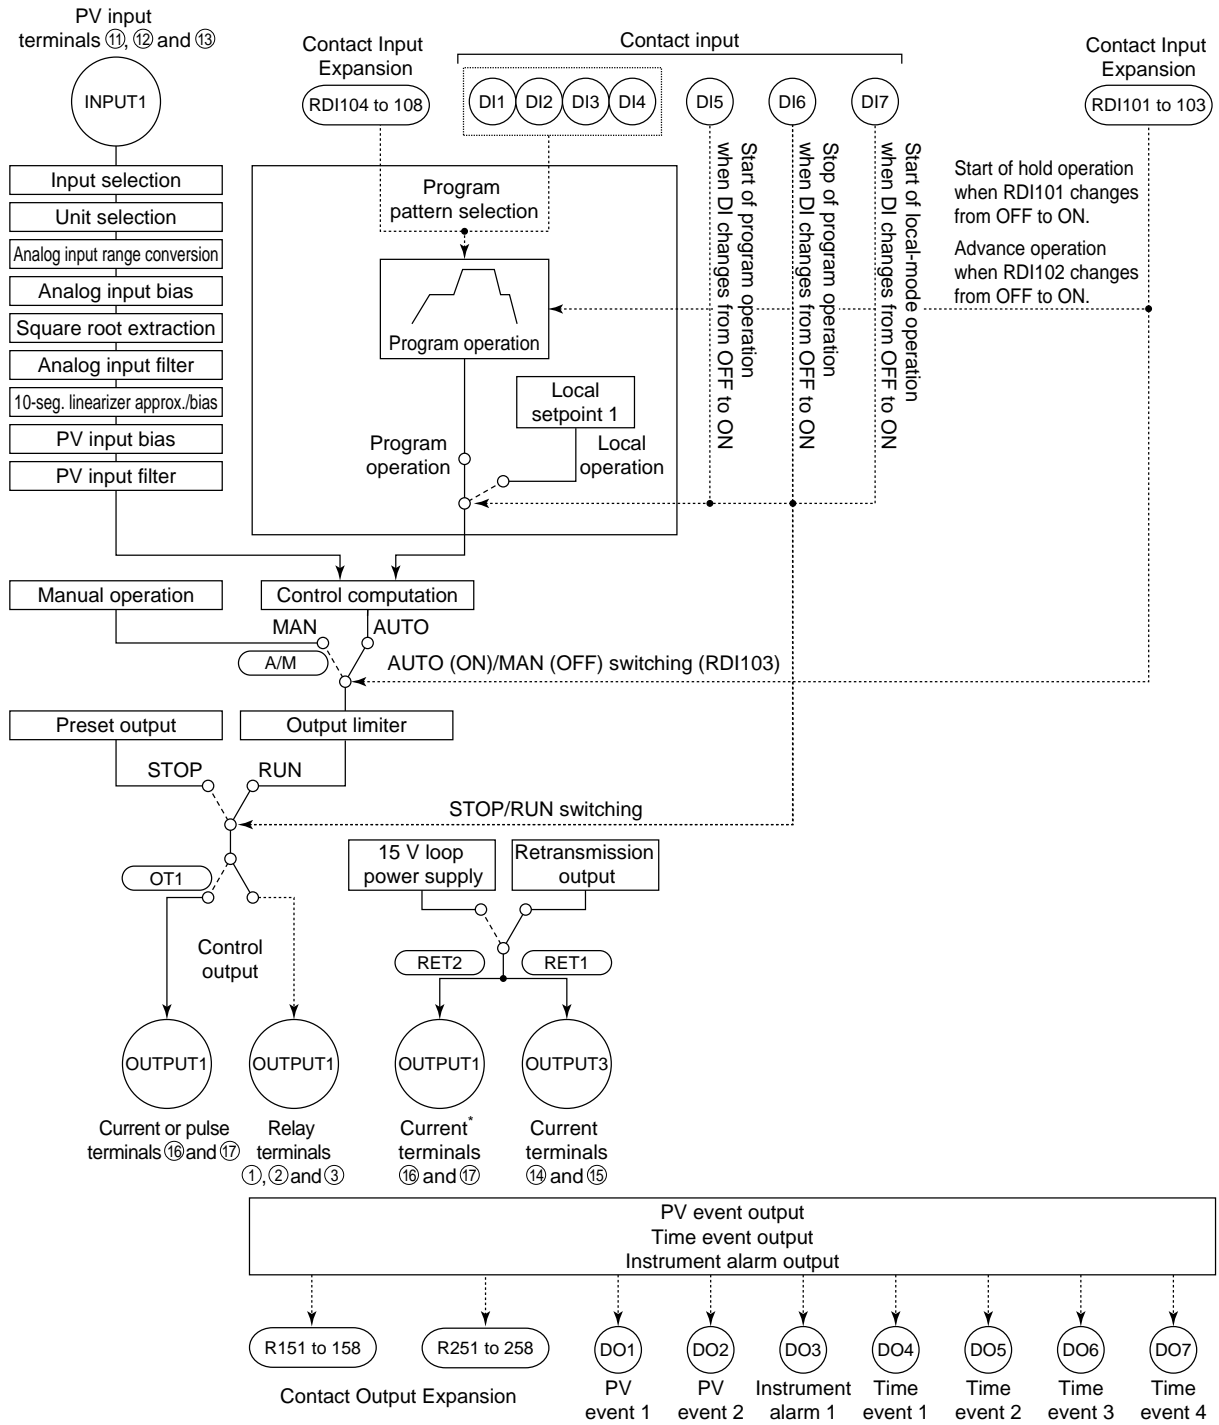 PV input
terminals ⑪, ⑫ and ⑬
INPUT1
Contact Input
Expansion
RDI104 to 108
Contact input
DI1
DI2
DI3
DI4
DI5
DI6
DI7
Contact Input
Expansion
RDI101 to 103
Input selection
Unit selection
Analog input range conversion
Analog input bias
Square root extraction
Analog input filter
10-seg. linearizer approx./bias
PV input bias
PV input filter
Program
pattern selection
Program operation
Local
setpoint 1
Program
operation
Local
operation
Start of program operation
when DI changes from OFF to ON
Stop of program operation
when DI changes from OFF to ON
Start of local-mode operation
when DI changes from OFF to ON
Start of hold operation
when RDI101 changes
from OFF to ON.
Advance operation
when RDI102 changes
from OFF to ON.
Manual operation
Control computation
MAN
AUTO
A/M
AUTO (ON)/MAN (OFF) switching (RDI103)
Preset output
Output limiter
STOP
RUN
STOP/RUN switching
OT1
Control
output
15 V loop
power supply
Retransmission
output
RET2
RET1
OUTPUT1
OUTPUT1
OUTPUT1
OUTPUT3
Current or pulse
terminals ⑯ and ⑰
Relay
terminals
①, ② and ③
Current*
terminals
⑯ and ⑰
Current
terminals
⑭ and ⑮
PV event output
Time event output
Instrument alarm output
R151 to 158
R251 to 258
Contact Output Expansion
DO1
DO2
DO3
DO4
DO5
DO6
DO7
PV
event 1
PV
event 2
Instrument
alarm 1
Time
event 1
Time
event 2
Time
event 3
Time
event 4